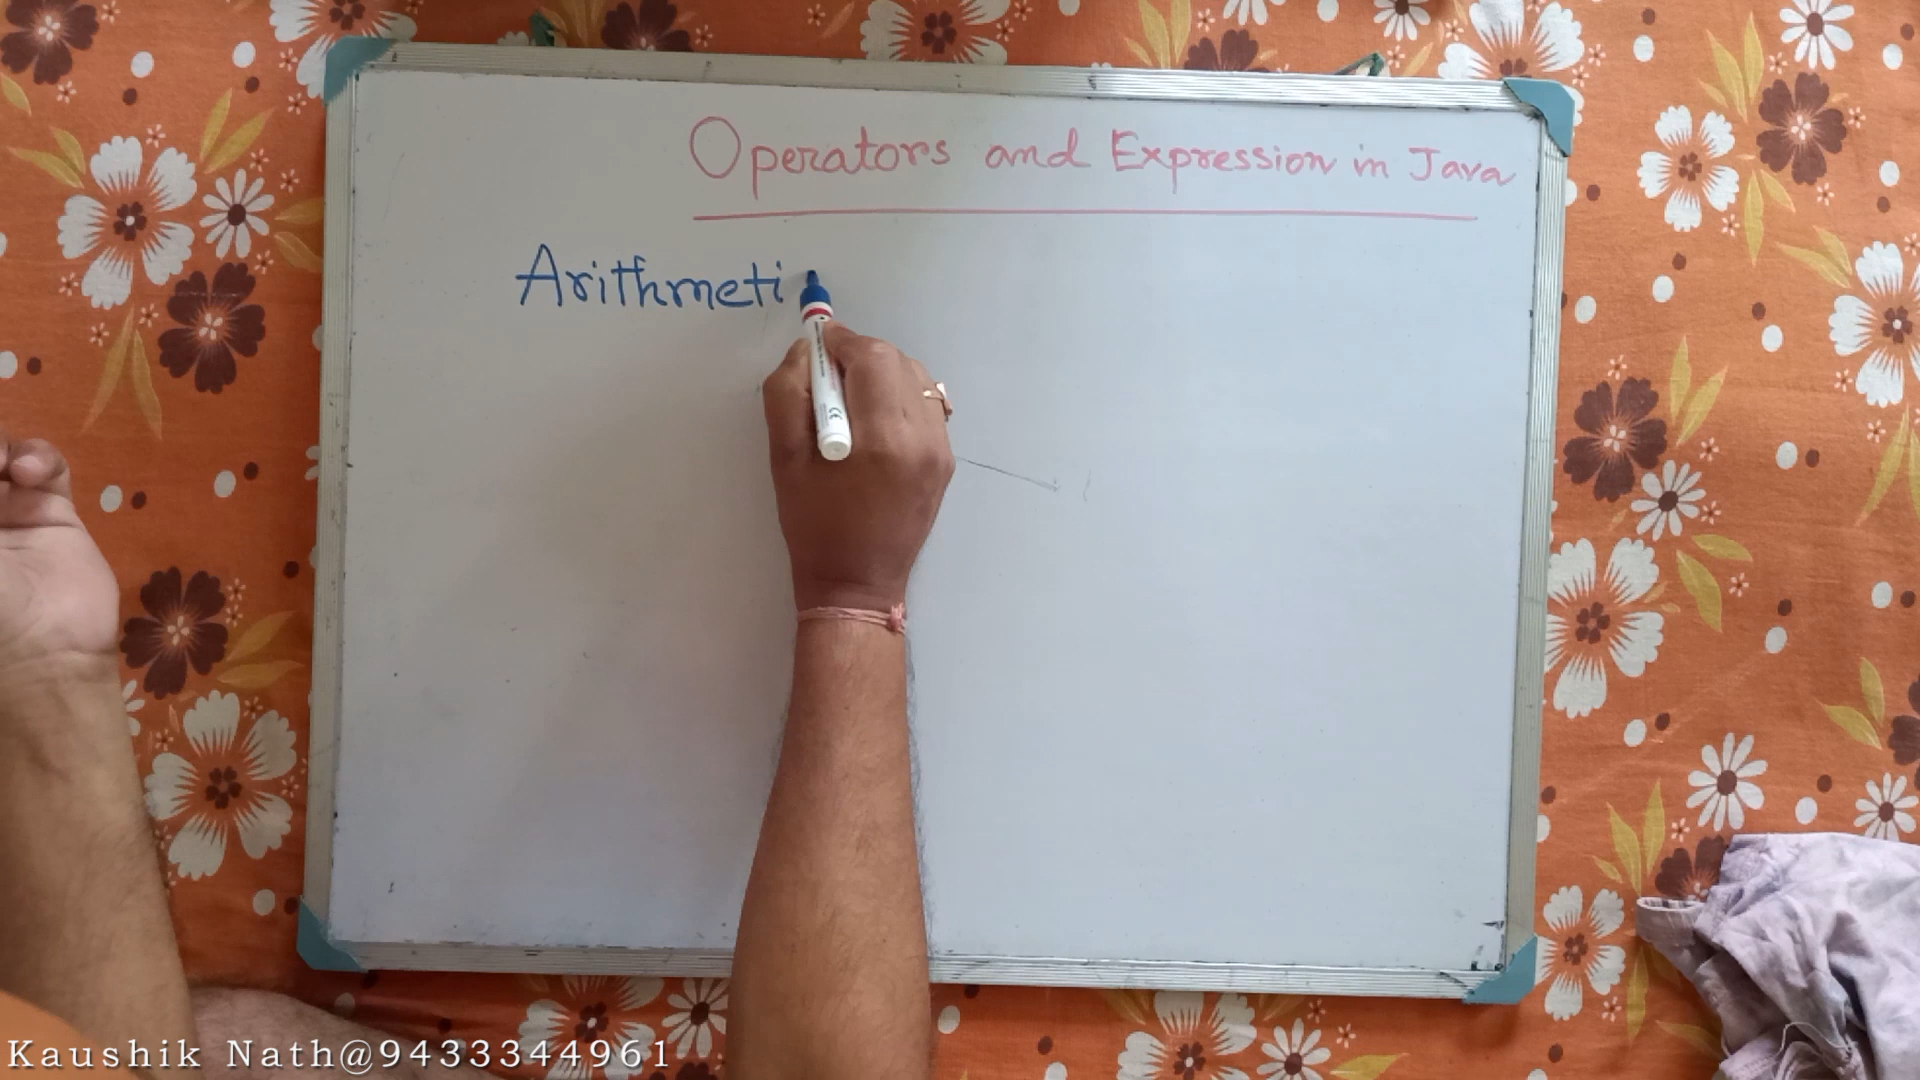 Operators and Expression in Java
Arithmeti
Kaushik Nath@9433344961